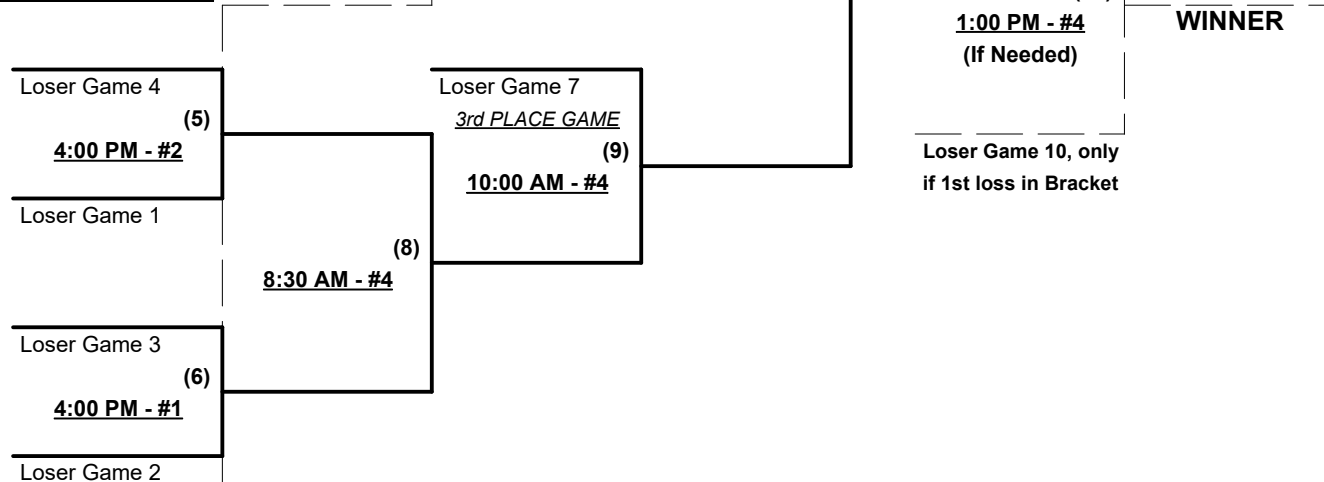 1:00 PM - #4
WINNER
(If Needed)
Loser Game 4
(5)
4:00 PM - #2
Loser Game 1
Loser Game 7
3rd PLACE GAME
(9)
10:00 AM - #4
Loser Game 10, only
if 1st loss in Bracket
(8)
8:30 AM - #4
Loser Game 3
(6)
4:00 PM - #1
Loser Game 2